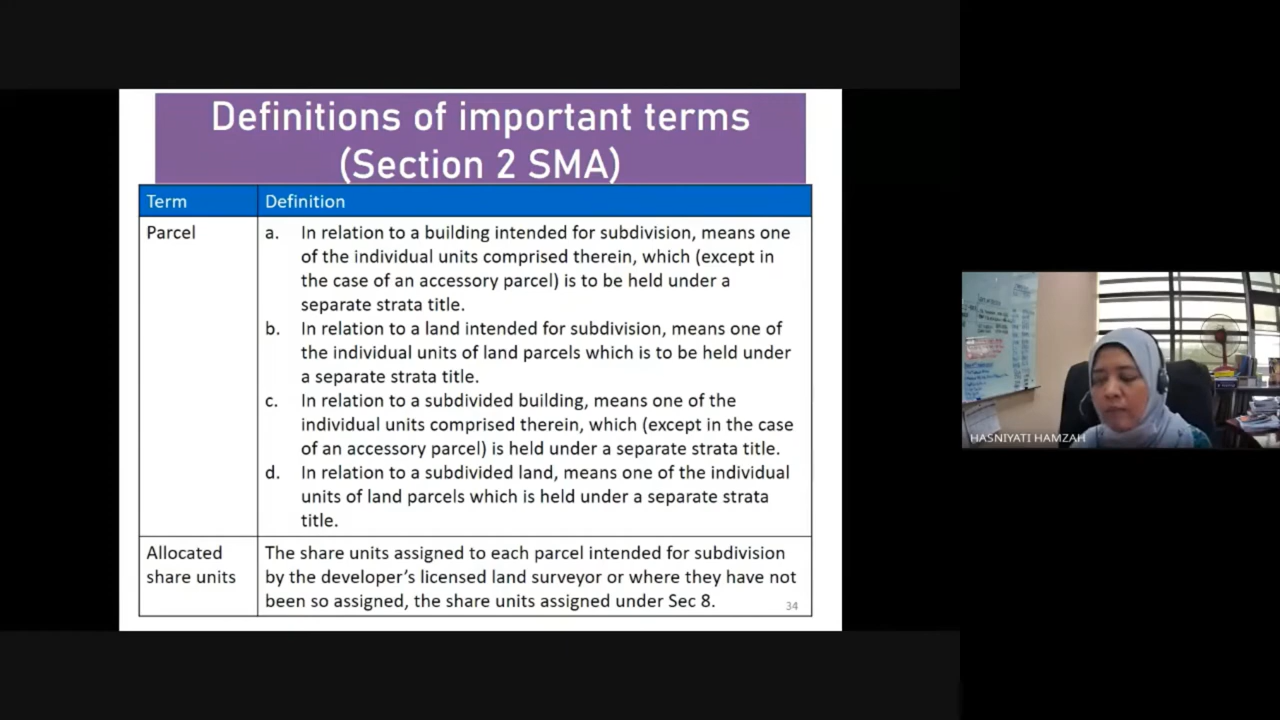 Definitions of important terms
(Section 2 SMA)
Term
Definition
Parcel
a. In relation to a building intended for subdivision, means one
of the individual units comprised therein, which (except in
the case of an accessory parcel) is to be held under a
separate strata title.
b. In relation to a land intended for subdivision, means one of
the individual units of land parcels which is to be held under
a separate strata title.
c. In relation to a subdivided building, means one of the
individual units comprised therein, which (except in the case
of an accessory parcel) is held under a separate strata title.
d. In relation to a subdivided land, means one of the individual
units of land parcels which is held under a separate strata
title.
Allocated
share units
The share units assigned to each parcel intended for subdivision
by the developer's licensed land surveyor or where they have not
been so assigned, the share units assigned under Sec 8.
34
HASNIYATI HAMZAH